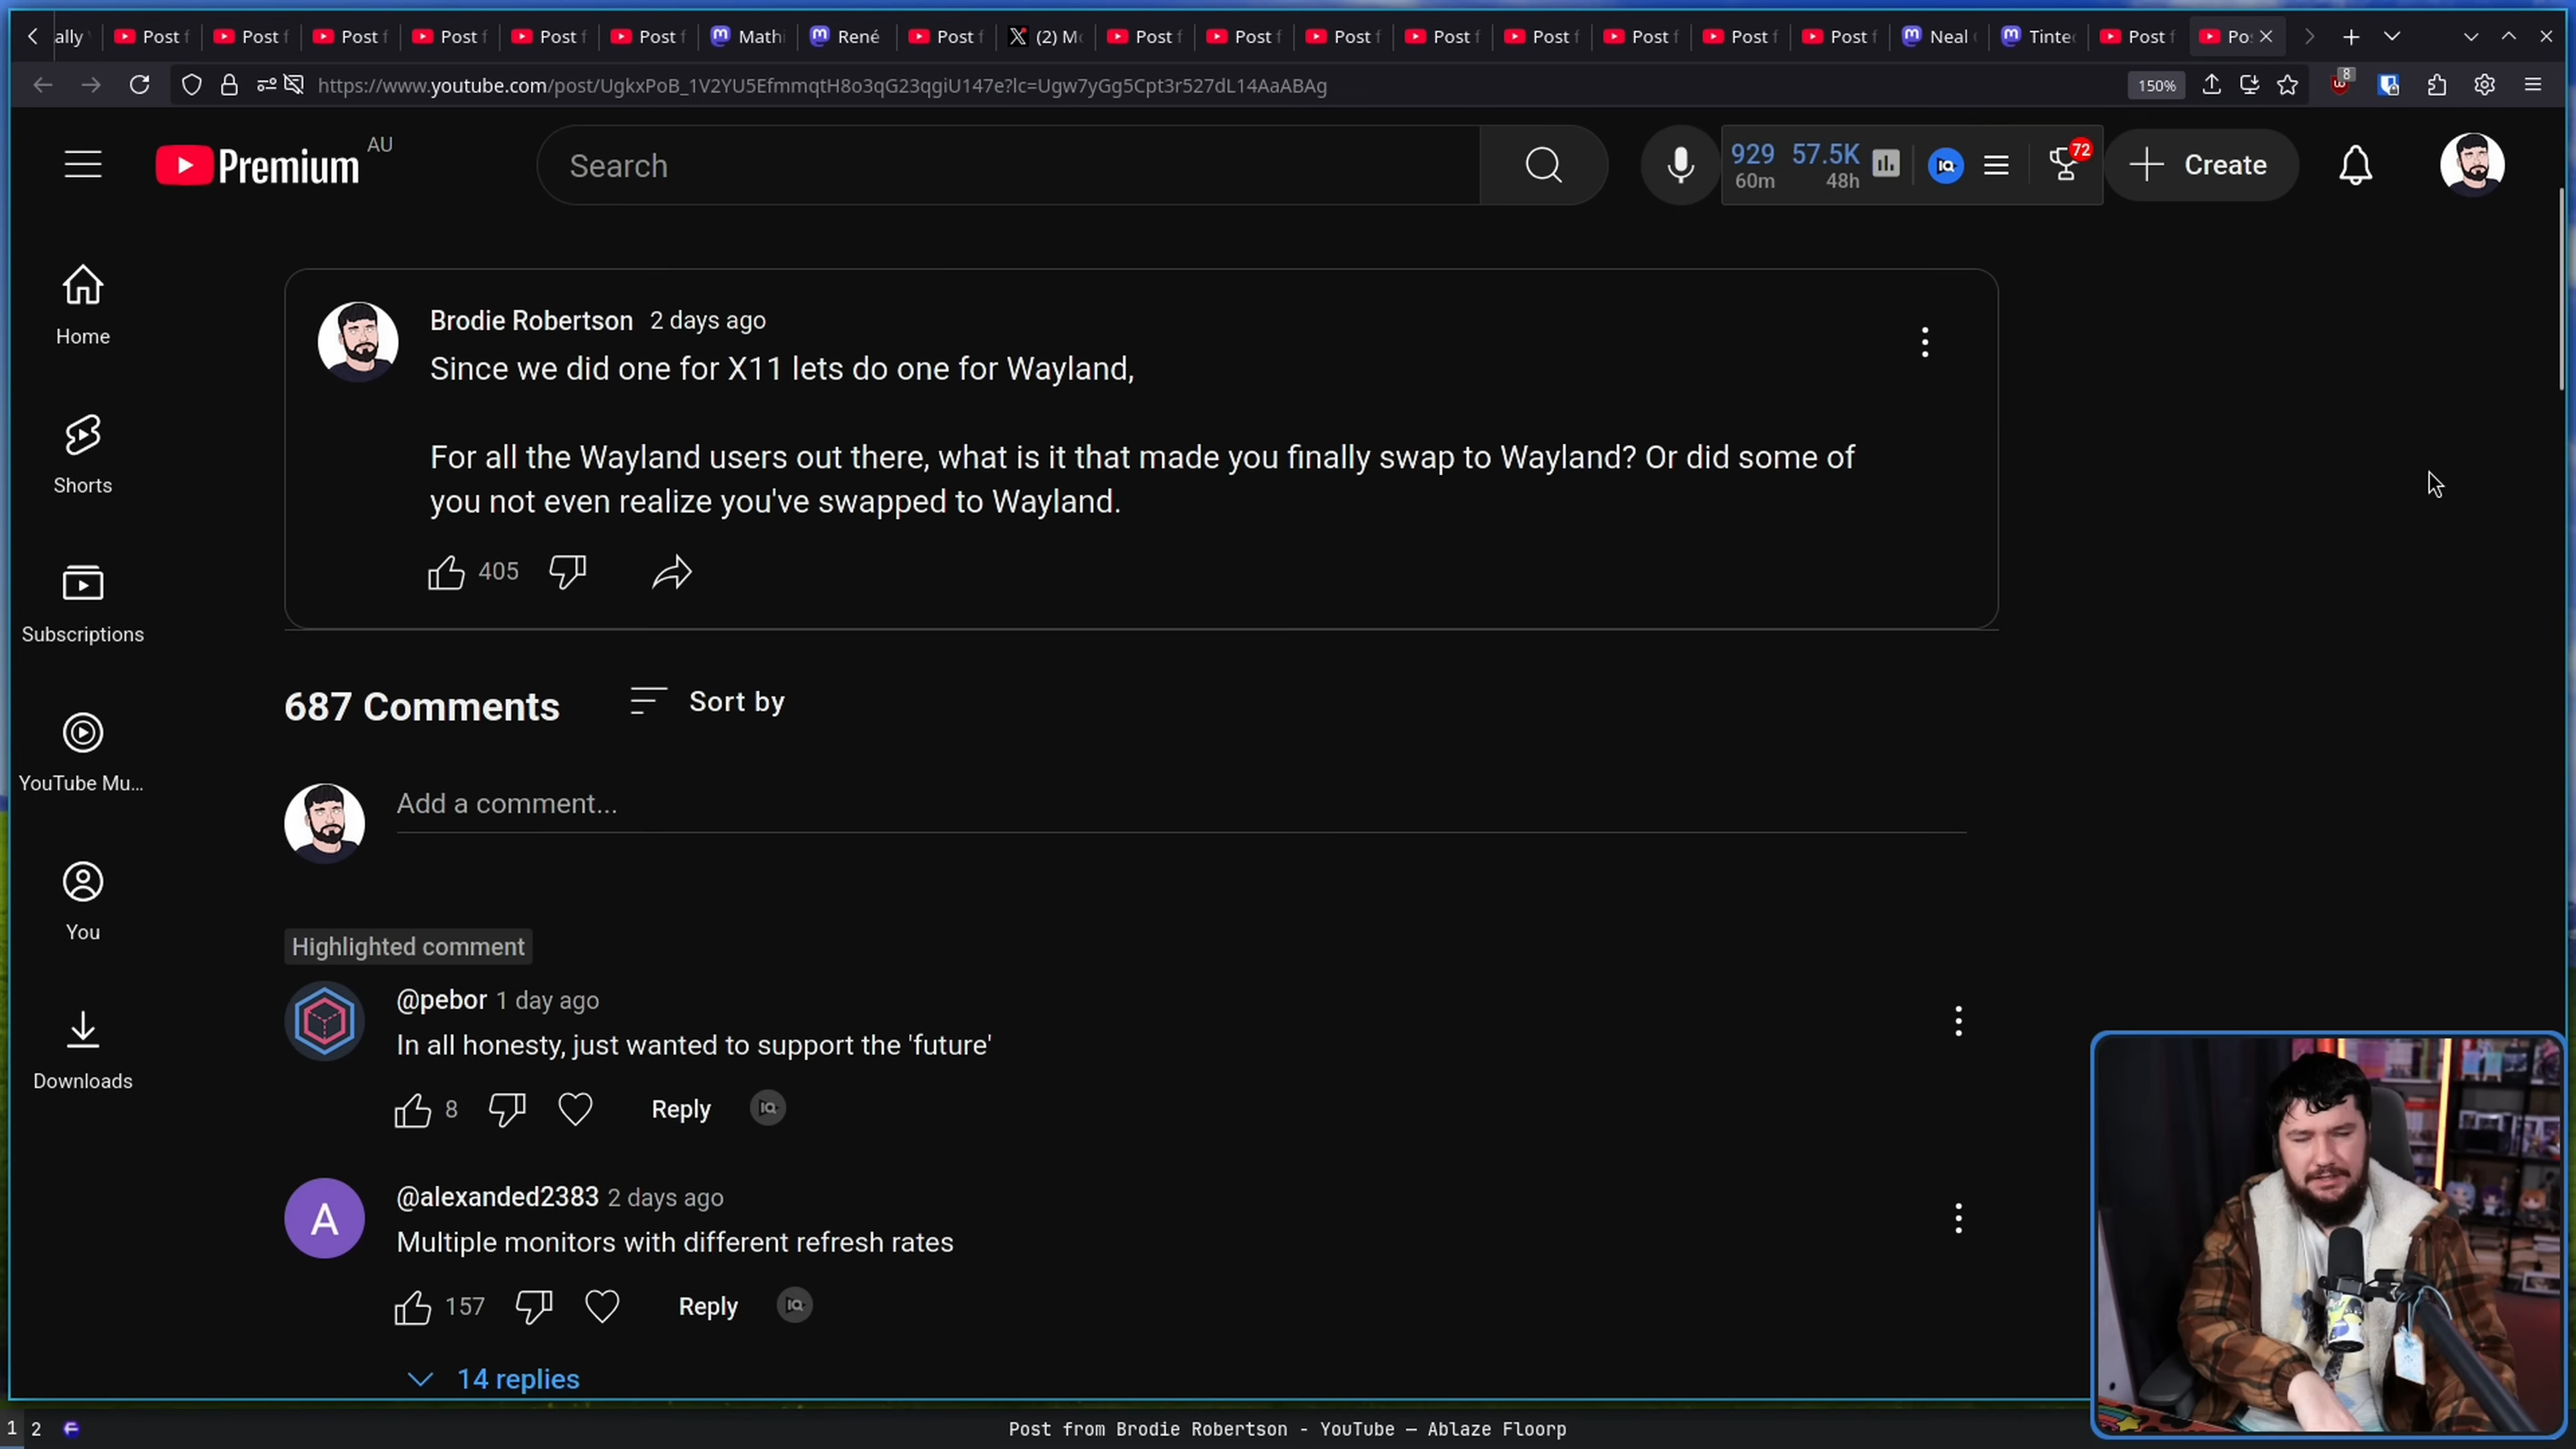 ally
Post f
Post f
Post f
Post f
Post f
Post f
Mathi
René
Post f
(2) Mo
Post f
Post f
Post f
Post f
Post f
Post f
Post f
Post f
Neal
Tinte
Post f
Po
https://www.youtube.com/post/UgkxPoB_1V2YU5EfmmqtH8o3qG23qgiU147e?lc=Ugw7yGg5Cpt3r527dL14AaABAg
150%
8
Premium
AU
Search
929
60m
57.5K
48h
72
Create
Home
Shorts
Subscriptions
YouTube Mu...
You
Downloads
Brodie Robertson 2 days ago
Since we did one for X11 lets do one for Wayland,
For all the Wayland users out there, what is it that made you finally swap to Wayland? Or did some of
you not even realize you've swapped to Wayland.
405
687 Comments
Sort by
Add a comment...
Highlighted comment
@pebor 1 day ago
In all honesty, just wanted to support the 'future'
8
Reply
A
@alexanded2383 2 days ago
Multiple monitors with different refresh rates
157
Reply
14 replies
1 2
Post from Brodie Robertson - YouTube — Ablaze Floorp